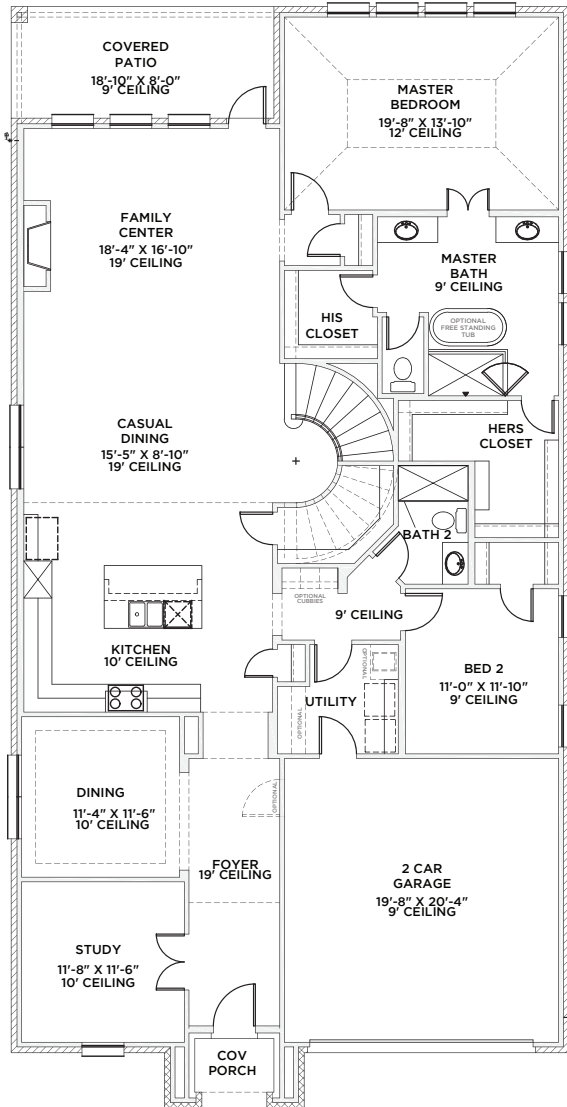 COVERED
PATIO
18'-10" X 8'-0"
9' CEILING
MASTER
BEDROOM
19'-8" X 13'-10"
12' CEILING
FAMILY
CENTER
18'-4" X 16'-10"
19' CEILING
MASTER
BATH
9' CEILING
HIS
CLOSET
OPTIONAL
FREE STANDING
TUB
CASUAL
DINING
15'-5" X 8'-10"
19' CEILING
HERS
CLOSET
BATH 2
OPTIONAL
CUBBIES
9' CEILING
KITCHEN
10' CEILING
OPTIONAL
BED 2
11'-0" X 11'-10"
9' CEILING
UTILITY
OPTIONAL
DINING
11'-4" X 11'-6"
10' CEILING
OPTIONAL
FOYER
19' CEILING
2 CAR
GARAGE
19'-8" X 20'-4"
9' CEILING
STUDY
11'-8" X 11'-6"
10' CEILING
COV
PORCH